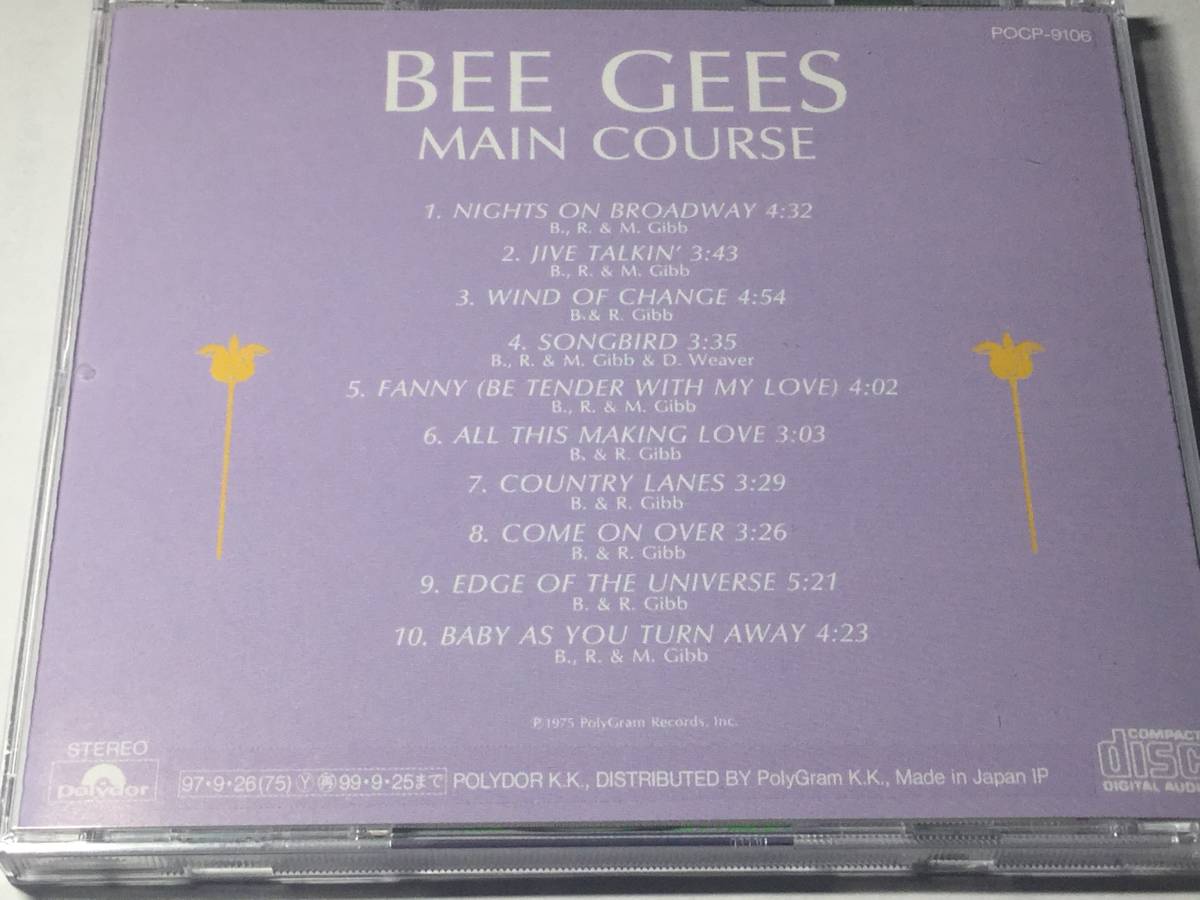 POCP-9106
BEE GEES
MAIN COURSE
1. NIGHTS ON BROADWAY 4:32
B., R. & M. Gibb
2. JIVE TALKIN' 3:43
B., R. & M. Gibb
3. WIND OF CHANGE 4:54
B. & R. Gibb
4. SONGBIRD 3:35
B., R. & M. Gibb & D. Weaver
5. FANNY (BE TENDER WITH MY LOVE) 4:02
B., R. & M. Gibb
6. ALL THIS MAKING LOVE 3:03
B. & R. Gibb
7. COUNTRY LANES 3:29
B. & R. Gibb
8. COME ON OVER 3:26
B. & R. Gibb
9. EDGE OF THE UNIVERSE 5:21
B. & R. Gibb
10. BABY AS YOU TURN AWAY 4:23
B., R. & M. Gibb
℗ 1975 PolyGram Records, Inc.
STEREO
polydor
97・9・26(75) Ⓨ 99・9・25まで POLYDOR K.K., DISTRIBUTED BY PolyGram K.K., Made in Japan IP
COMPACT
disc
DIGITAL AUDIO